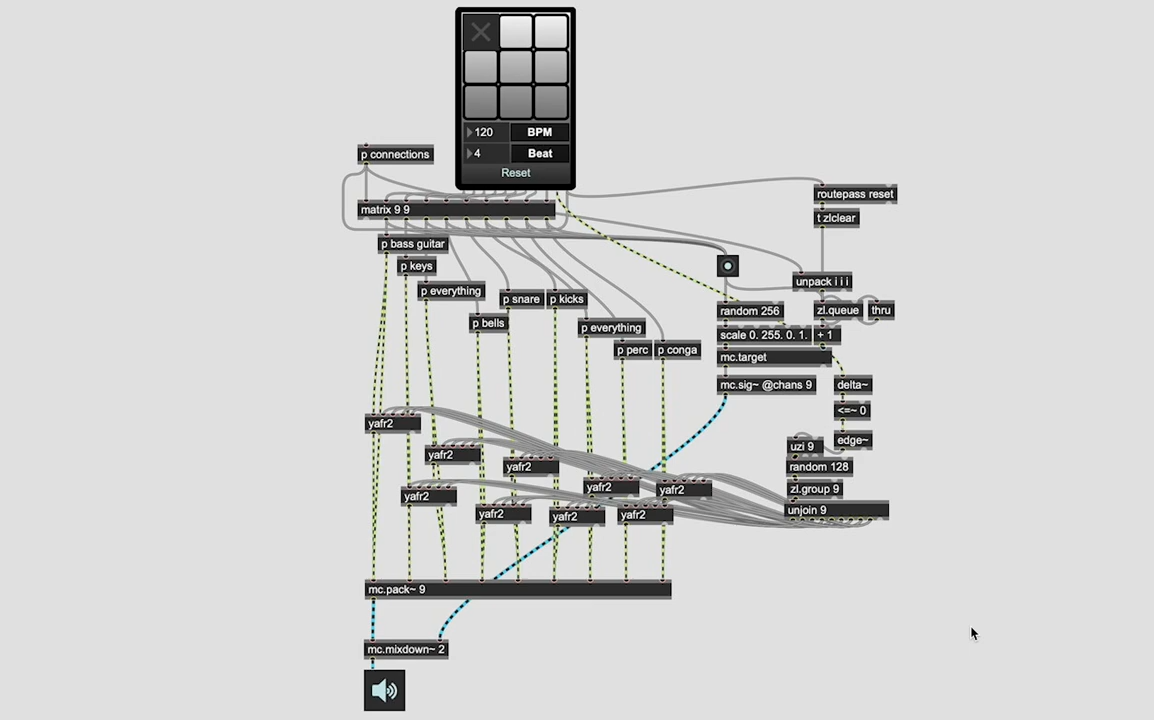 120 BPM
4 Beat
Reset
p connections
matrix 9 9
routepass reset
t zlclear
p bass guitar
p keys
p everything
p snare
p kicks
p bells
p everything
p perc
p conga
unpack i i i
random 256
zl.queue
thru
scale 0. 255. 0. 1.
+ 1
mc.target
mc.sig~ @chans 9
delta~
<=~ 0
edge~
uzi 9
random 128
zl.group 9
unjoin 9
yafr2
yafr2
yafr2
yafr2
yafr2
yafr2
yafr2
yafr2
yafr2
mc.pack~ 9
mc.mixdown~ 2